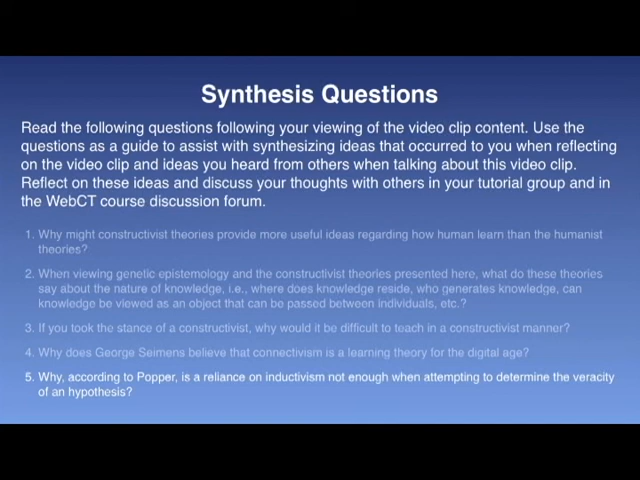 Synthesis Questions
Read the following questions following your viewing of the video clip content. Use the
questions as a guide to assist with synthesizing ideas that occurred to you when reflecting
on the video clip and ideas you heard from others when talking about this video clip.
Reflect on these ideas and discuss your thoughts with others in your tutorial group and in
the WebCT course discussion forum.
1. Why might constructivist theories provide more useful ideas regarding how human learn than the humanist
theories?
2. When viewing genetic epistemology and the constructivist theories presented here, what do these theories
say about the nature of knowledge, i.e., where does knowledge reside, who generates knowledge, can
knowledge be viewed as an object that can be passed between individuals, etc.?
3. If you took the stance of a constructivist, why would it be difficult to teach in a constructivist manner?
4. Why does George Seimens believe that connectivism is a learning theory for the digital age?
5. Why, according to Popper, is a reliance on inductivism not enough when attempting to determine the veracity
of an hypothesis?